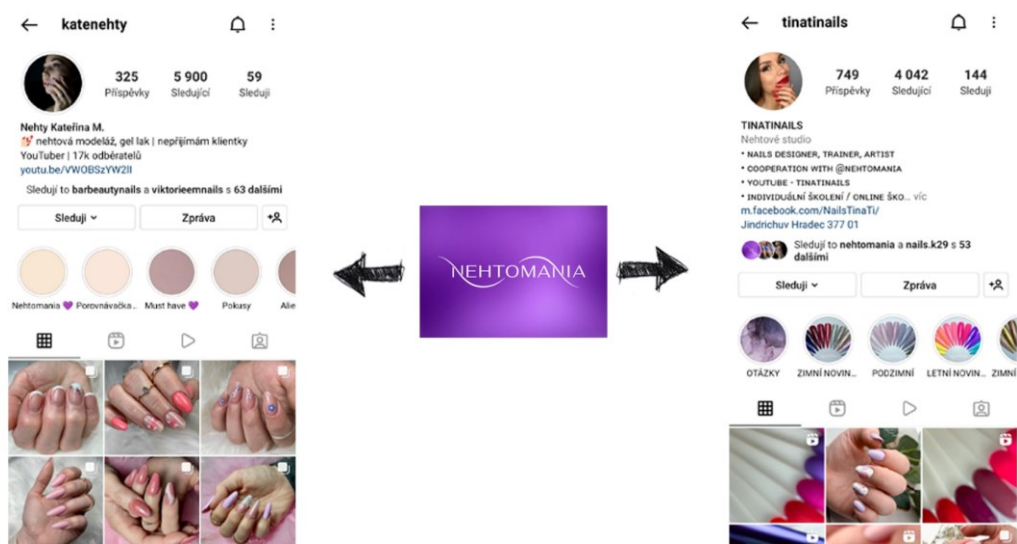 katenehty
325 5 900 59
Příspěvky Sledující Sleduji
Nehty Kateřina M.
nehtová modeláž, gel lak | nepřijímám klientky
YouTuber | 17k odběratelů
youtu.be/VWOBSzYW2lI
Sledují to barbeautynails a viktorieemnails s 63 dalšími
Sleduji Zpráva
Nehtomania 💜 Porovnávačka... Must have 💜 Pokusy Alie
NEHTOMANIA
tinatinails
749 4 042 144
Příspěvky Sledující Sleduji
TINATINAILS
Nehtové studio
• NAILS DESIGNER, TRAINER, ARTIST
• COOPERATION WITH @NEHTOMANIA
• YOUTUBE - TINATINAILS
• INDIVIDUÁLNÍ ŠKOLENÍ / ONLINE ŠKO... víc
m.facebook.com/NailsTinaTi/
Jindrichuv Hradec 377 01
Sledují to nehtomania a nails.k29 s 53
dalšími
Sleduji Zpráva
OTÁZKY ZIMNÍ NOVIN... PODZIMNÍ LETNÍ NOVIN... ZIMNÍ